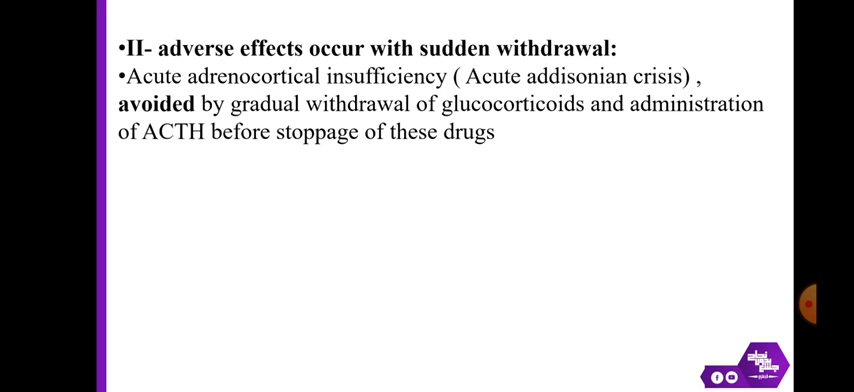 •II- adverse effects occur with sudden withdrawal:
•Acute adrenocortical insufficiency ( Acute addisonian crisis) ,
avoided by gradual withdrawal of glucocorticoids and administration
of ACTH before stoppage of these drugs